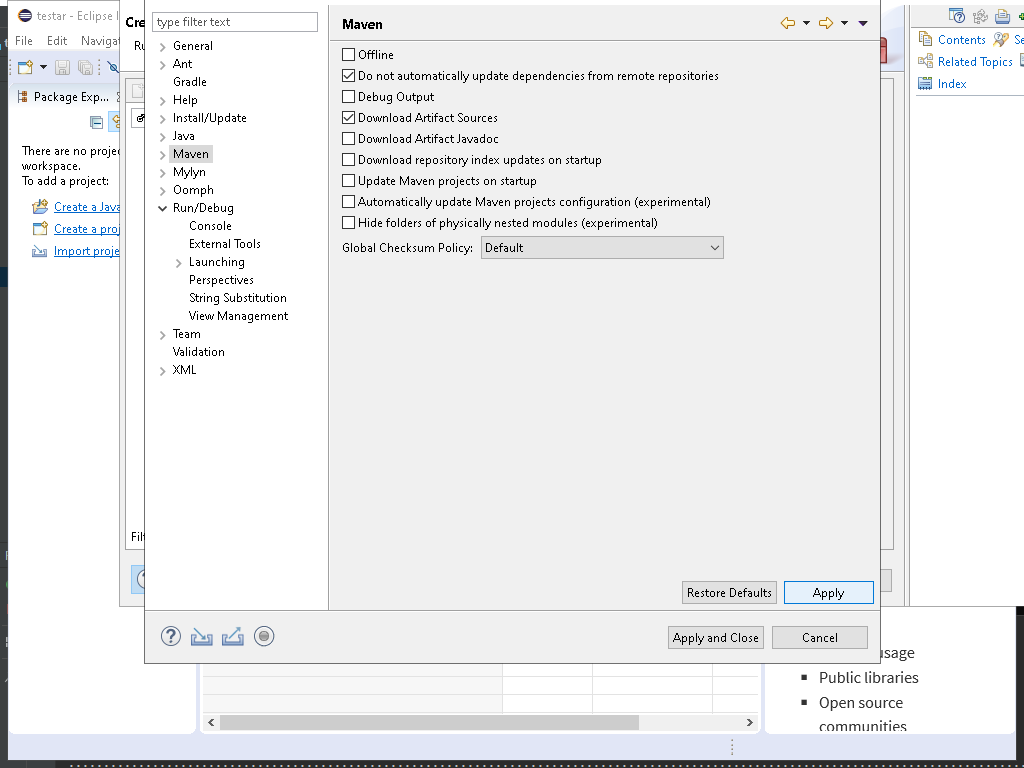 testar - Eclipse I
File Edit Navigat
Package Exp...
There are no projec
workspace.
To add a project:
Create a Java
Create a proj
Import proje
Cre
Ru
Filt
type filter text
General
Ant
Gradle
Help
Install/Update
Java
Maven
Mylyn
Oomph
Run/Debug
Console
External Tools
Launching
Perspectives
String Substitution
View Management
Team
Validation
XML
Maven
Offline
Do not automatically update dependencies from remote repositories
Debug Output
Download Artifact Sources
Download Artifact Javadoc
Download repository index updates on startup
Update Maven projects on startup
Automatically update Maven projects configuration (experimental)
Hide folders of physically nested modules (experimental)
Global Checksum Policy: Default
Restore Defaults Apply
Apply and Close Cancel
Contents Se
Related Topics
Index
usage
Public libraries
Open source
communities